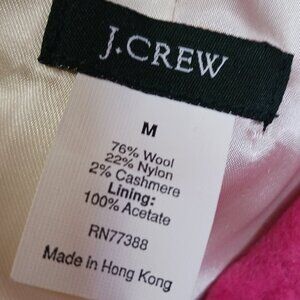 J.CREW
M
76% Wool
22% Nylon
2% Cashmere
Lining:
100% Acetate
RN77388
Made in Hong Kong